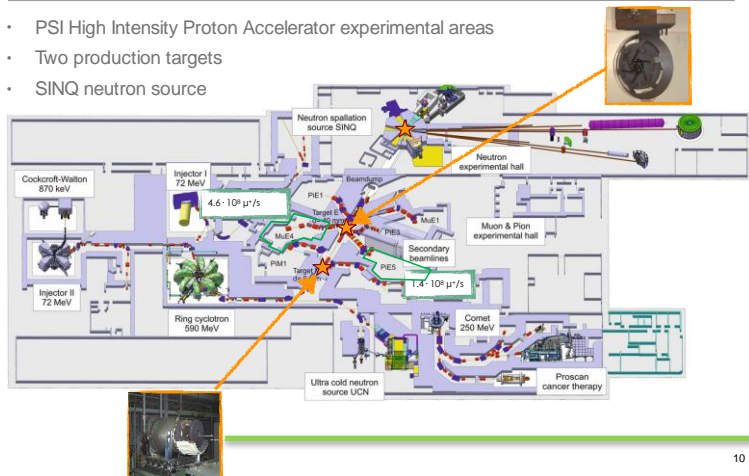 • PSI High Intensity Proton Accelerator experimental areas
• Two production targets
• SINQ neutron source
Neutron spallation
source SINQ
Cockcroft-Walton
870 keV
Injector I
72 MeV
Neutron
experimental hall
Beamdump
PiE1
4.6· 10⁸ μ⁺/s
Target E
MuE1
MuE4
PiE3
Muon & Pion
experimental hall
Secondary
beamlines
PiM1
PiE5
Target
1.4· 10⁸ μ⁺/s
Injector II
72 MeV
Ring cyclotron
590 MeV
Comet
250 MeV
Ultra cold neutron
source UCN
Proscan
cancer therapy
10